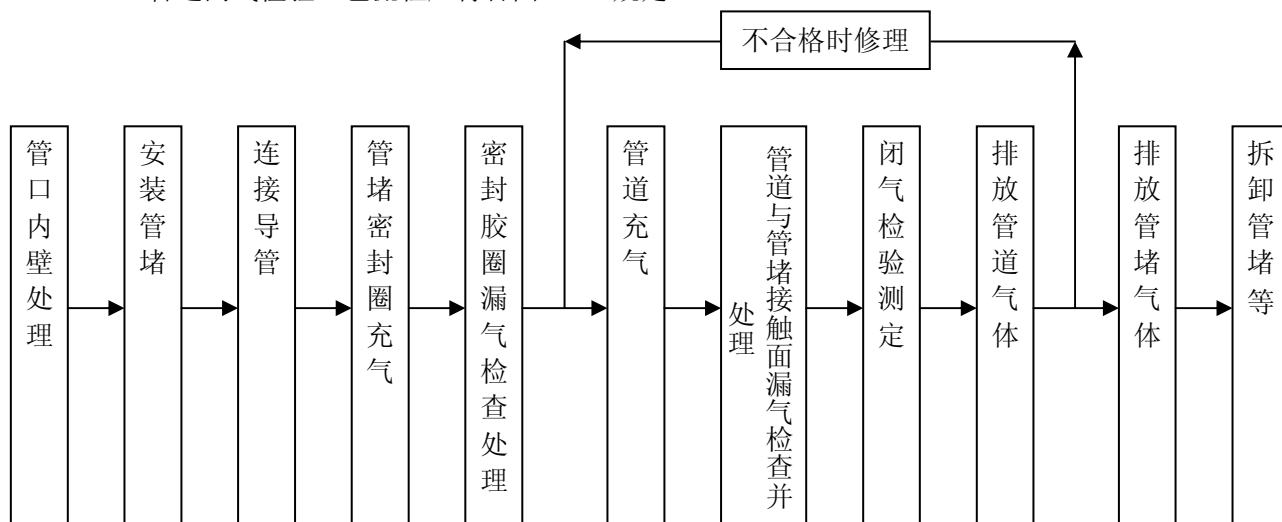 不合格时修理
管口内壁处理
安装管堵
连接导管
管堵密封圈充气
密封胶圈漏气检查处理
管道充气
管道与管堵接触面漏气检查并
处理
闭气检验测定
排放管道气体
排放管堵气体
拆卸管堵等